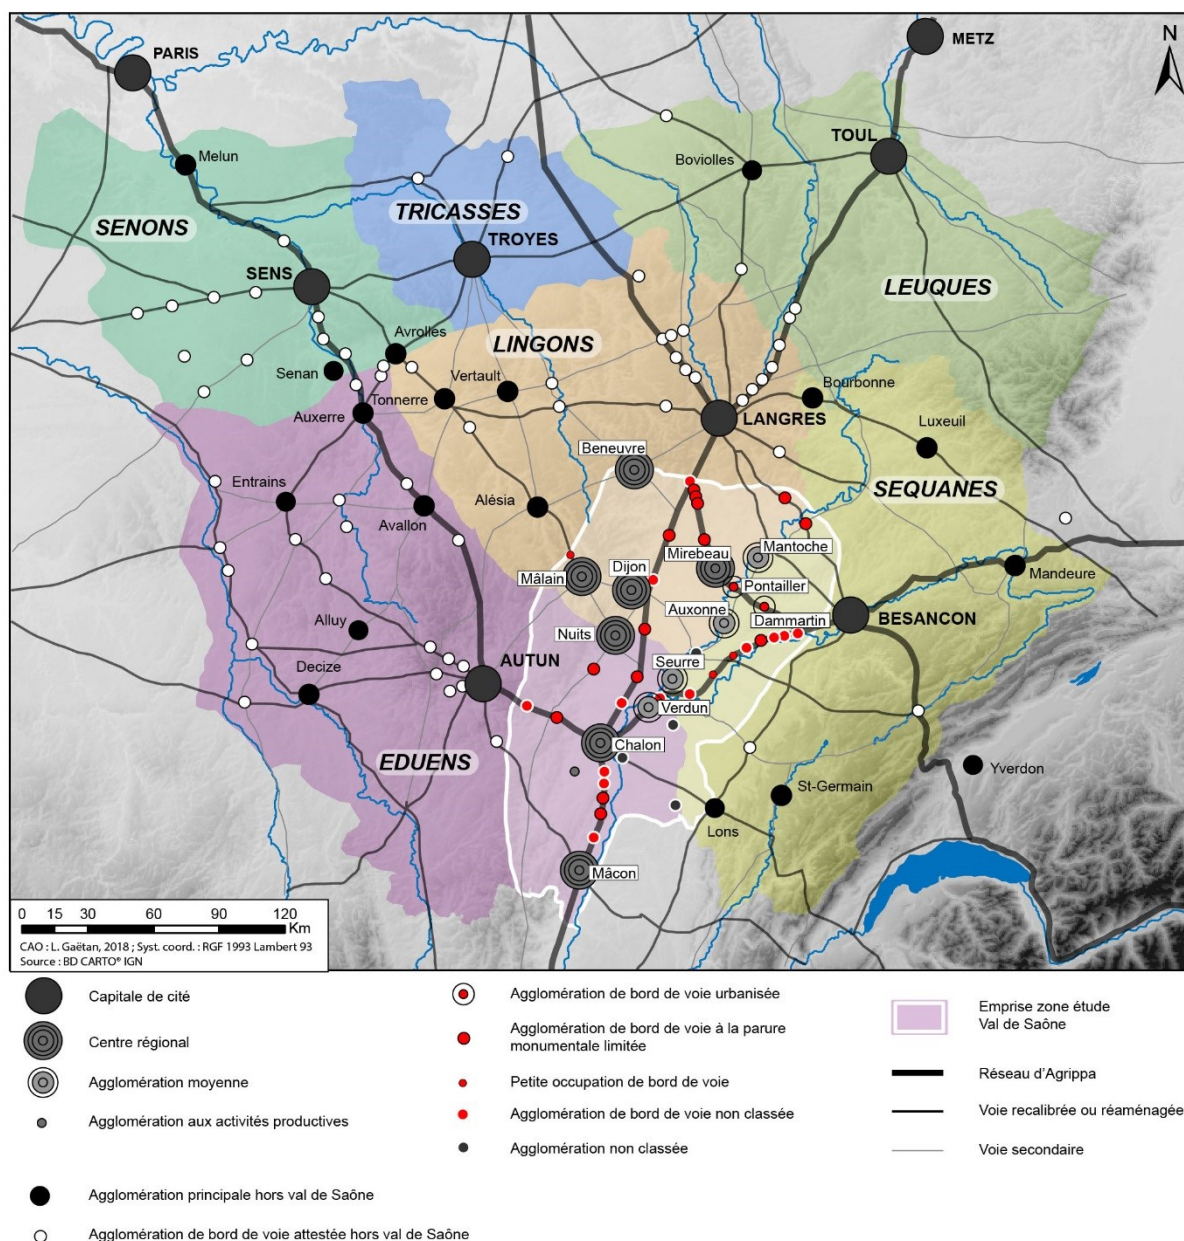 PARIS
METZ
N
TOUL
Melun
Boviolles
TRICASSES
TROYES
SENONS
SENS
LEUQUES
Avrolles
LINGONS
Senan
Vertault
Bourbonne
Auxerre
Tonnerre
LANGRES
Luxeuil
Beneuvre
Entrains
Alésia
SEQUANES
Avallon
Mirebeau
Mantoche
Mâlain
Dijon
Pontailler
Mandeure
Auxonne
Dammartin
BESANCON
Alluy
Nuits
Seurre
AUTUN
Decize
Verdun
Chalon
EDUENS
St-Germain
Yverdon
Lons
Mâcon
0 15 30 60 90 120
Km
CAO : L. Gaëtan, 2018 ; Syst. coord. : RGF 1993 Lambert 93
Source : BD CARTO® IGN
Capitale de cité
Centre régional
Agglomération moyenne
Agglomération aux activités productives
Agglomération principale hors val de Saône
Agglomération de bord de voie attestée hors val de Saône
Agglomération de bord de voie urbanisée
Agglomération de bord de voie à la parure
monumentale limitée
Petite occupation de bord de voie
Agglomération de bord de voie non classée
Agglomération non classée
Emprise zone étude
Val de Saône
Réseau d'Agrippa
Voie recalibrée ou réaménagée
Voie secondaire